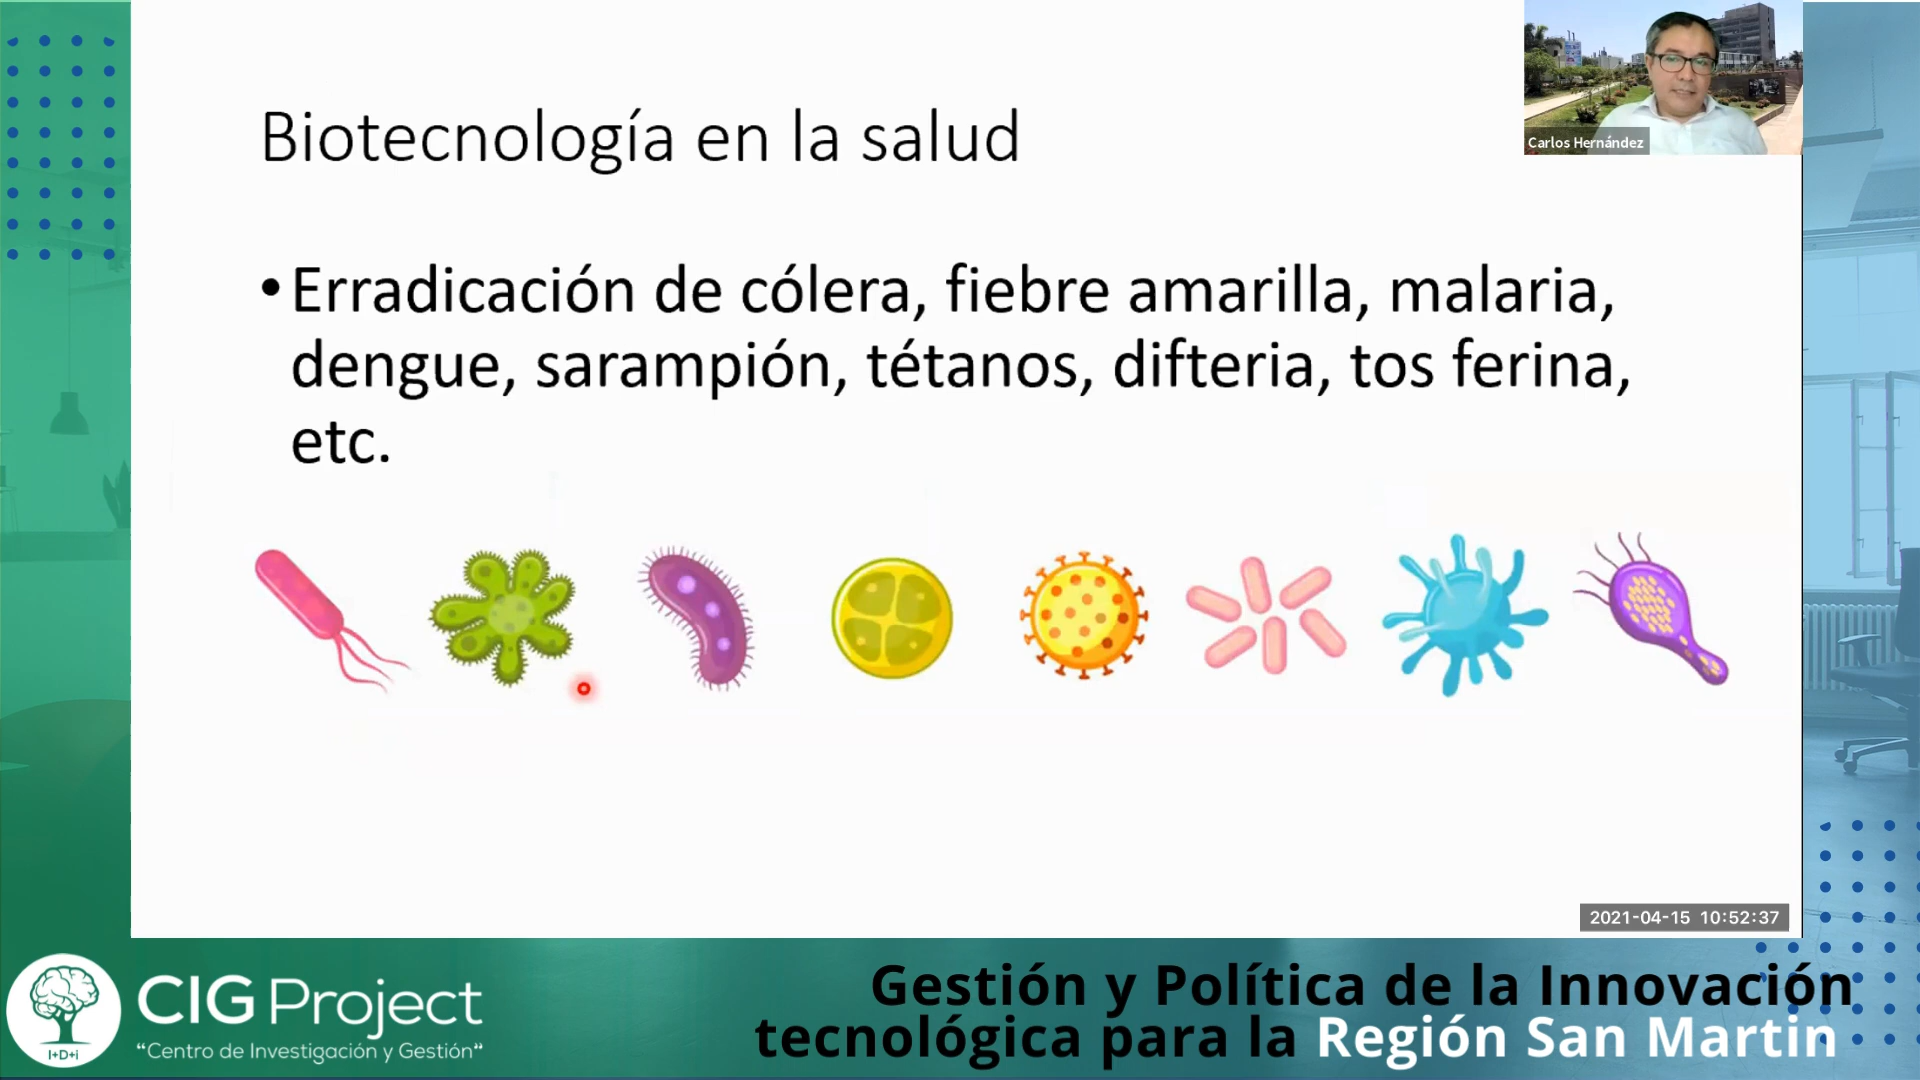 Biotecnología en la salud
Carlos Hernández
•Erradicación de cólera, fiebre amarilla, malaria,
dengue, sarampión, tétanos, difteria, tos ferina,
etc.
2021-04-15 10:52:37
I+D+i
CIG Project
“Centro de Investigación y Gestión”
Gestión y Política de la Innovación
tecnológica para la Región San Martin